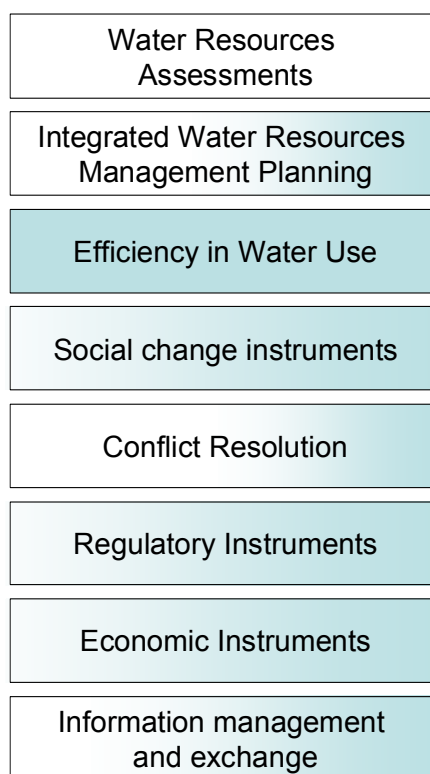 Water Resources
Assessments
Integrated Water Resources
Management Planning
Efficiency in Water Use
Social change instruments
Conflict Resolution
Regulatory Instruments
Economic Instruments
Information management
and exchange